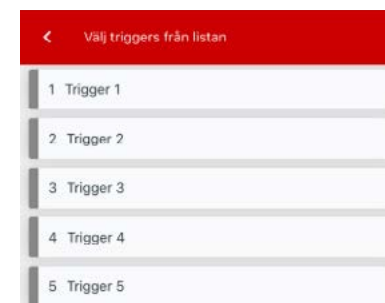 Välj triggers från listan
1 Trigger 1
2 Trigger 2
3 Trigger 3
4 Trigger 4
5 Trigger 5